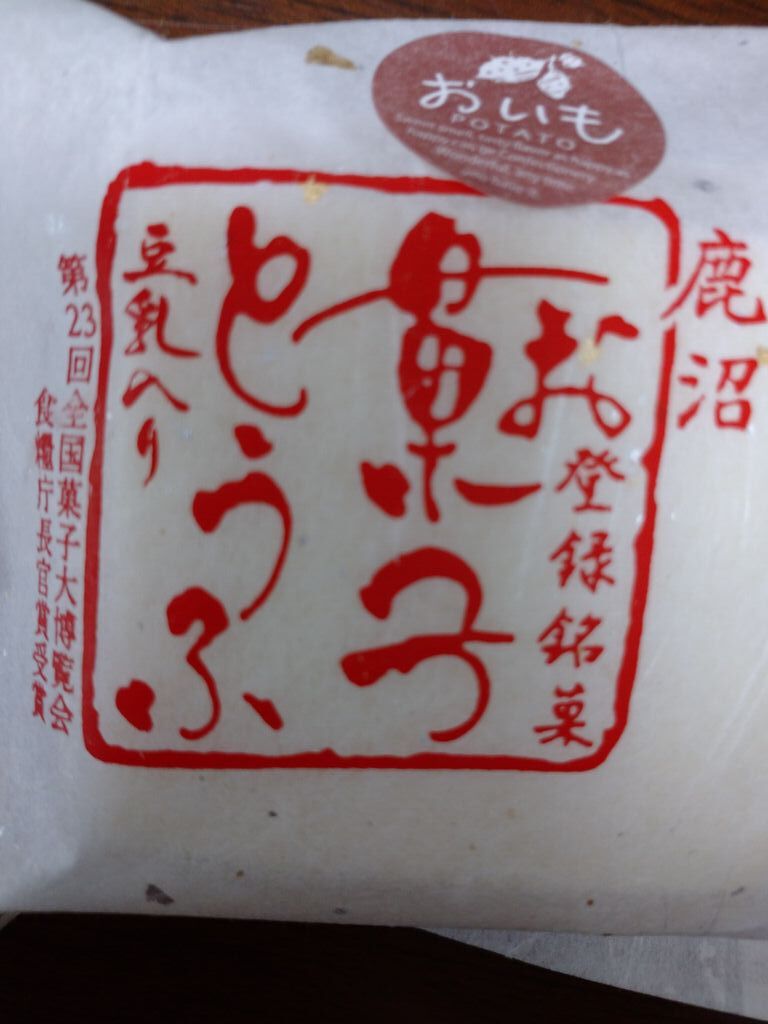 おいも
POTATO
鹿沼
お菓子
登録銘菓
とうふ
豆乳入り
第23回全国菓子大博覧会
食糧庁長官賞受賞